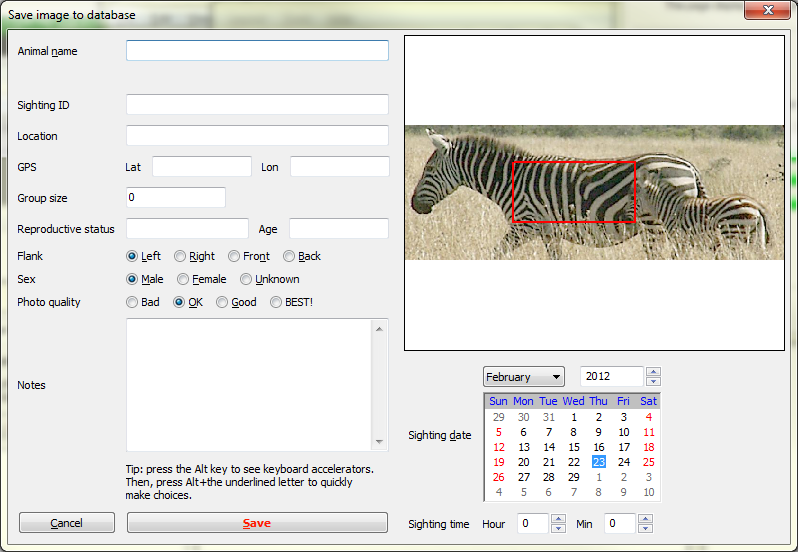 Save image to database
Animal name
Sighting ID
Location
GPS Lat Lon
Group size 0
Reproductive status Age
Flank Left Right Front Back
Sex Male Female Unknown
Photo quality Bad OK Good BEST!
Notes
Tip: press the Alt key to see keyboard accelerators.
Then, press Alt+the underlined letter to quickly
make choices.
Cancel Save
February 2012
Sighting date
Sun Mon Tue Wed Thu Fri Sat
29 30 31 1 2 3 4
5 6 7 8 9 10 11
12 13 14 15 16 17 18
19 20 21 22 23 24 25
26 27 28 29 1 2 3
4 5 6 7 8 9 10
Sighting time Hour 0 Min 0